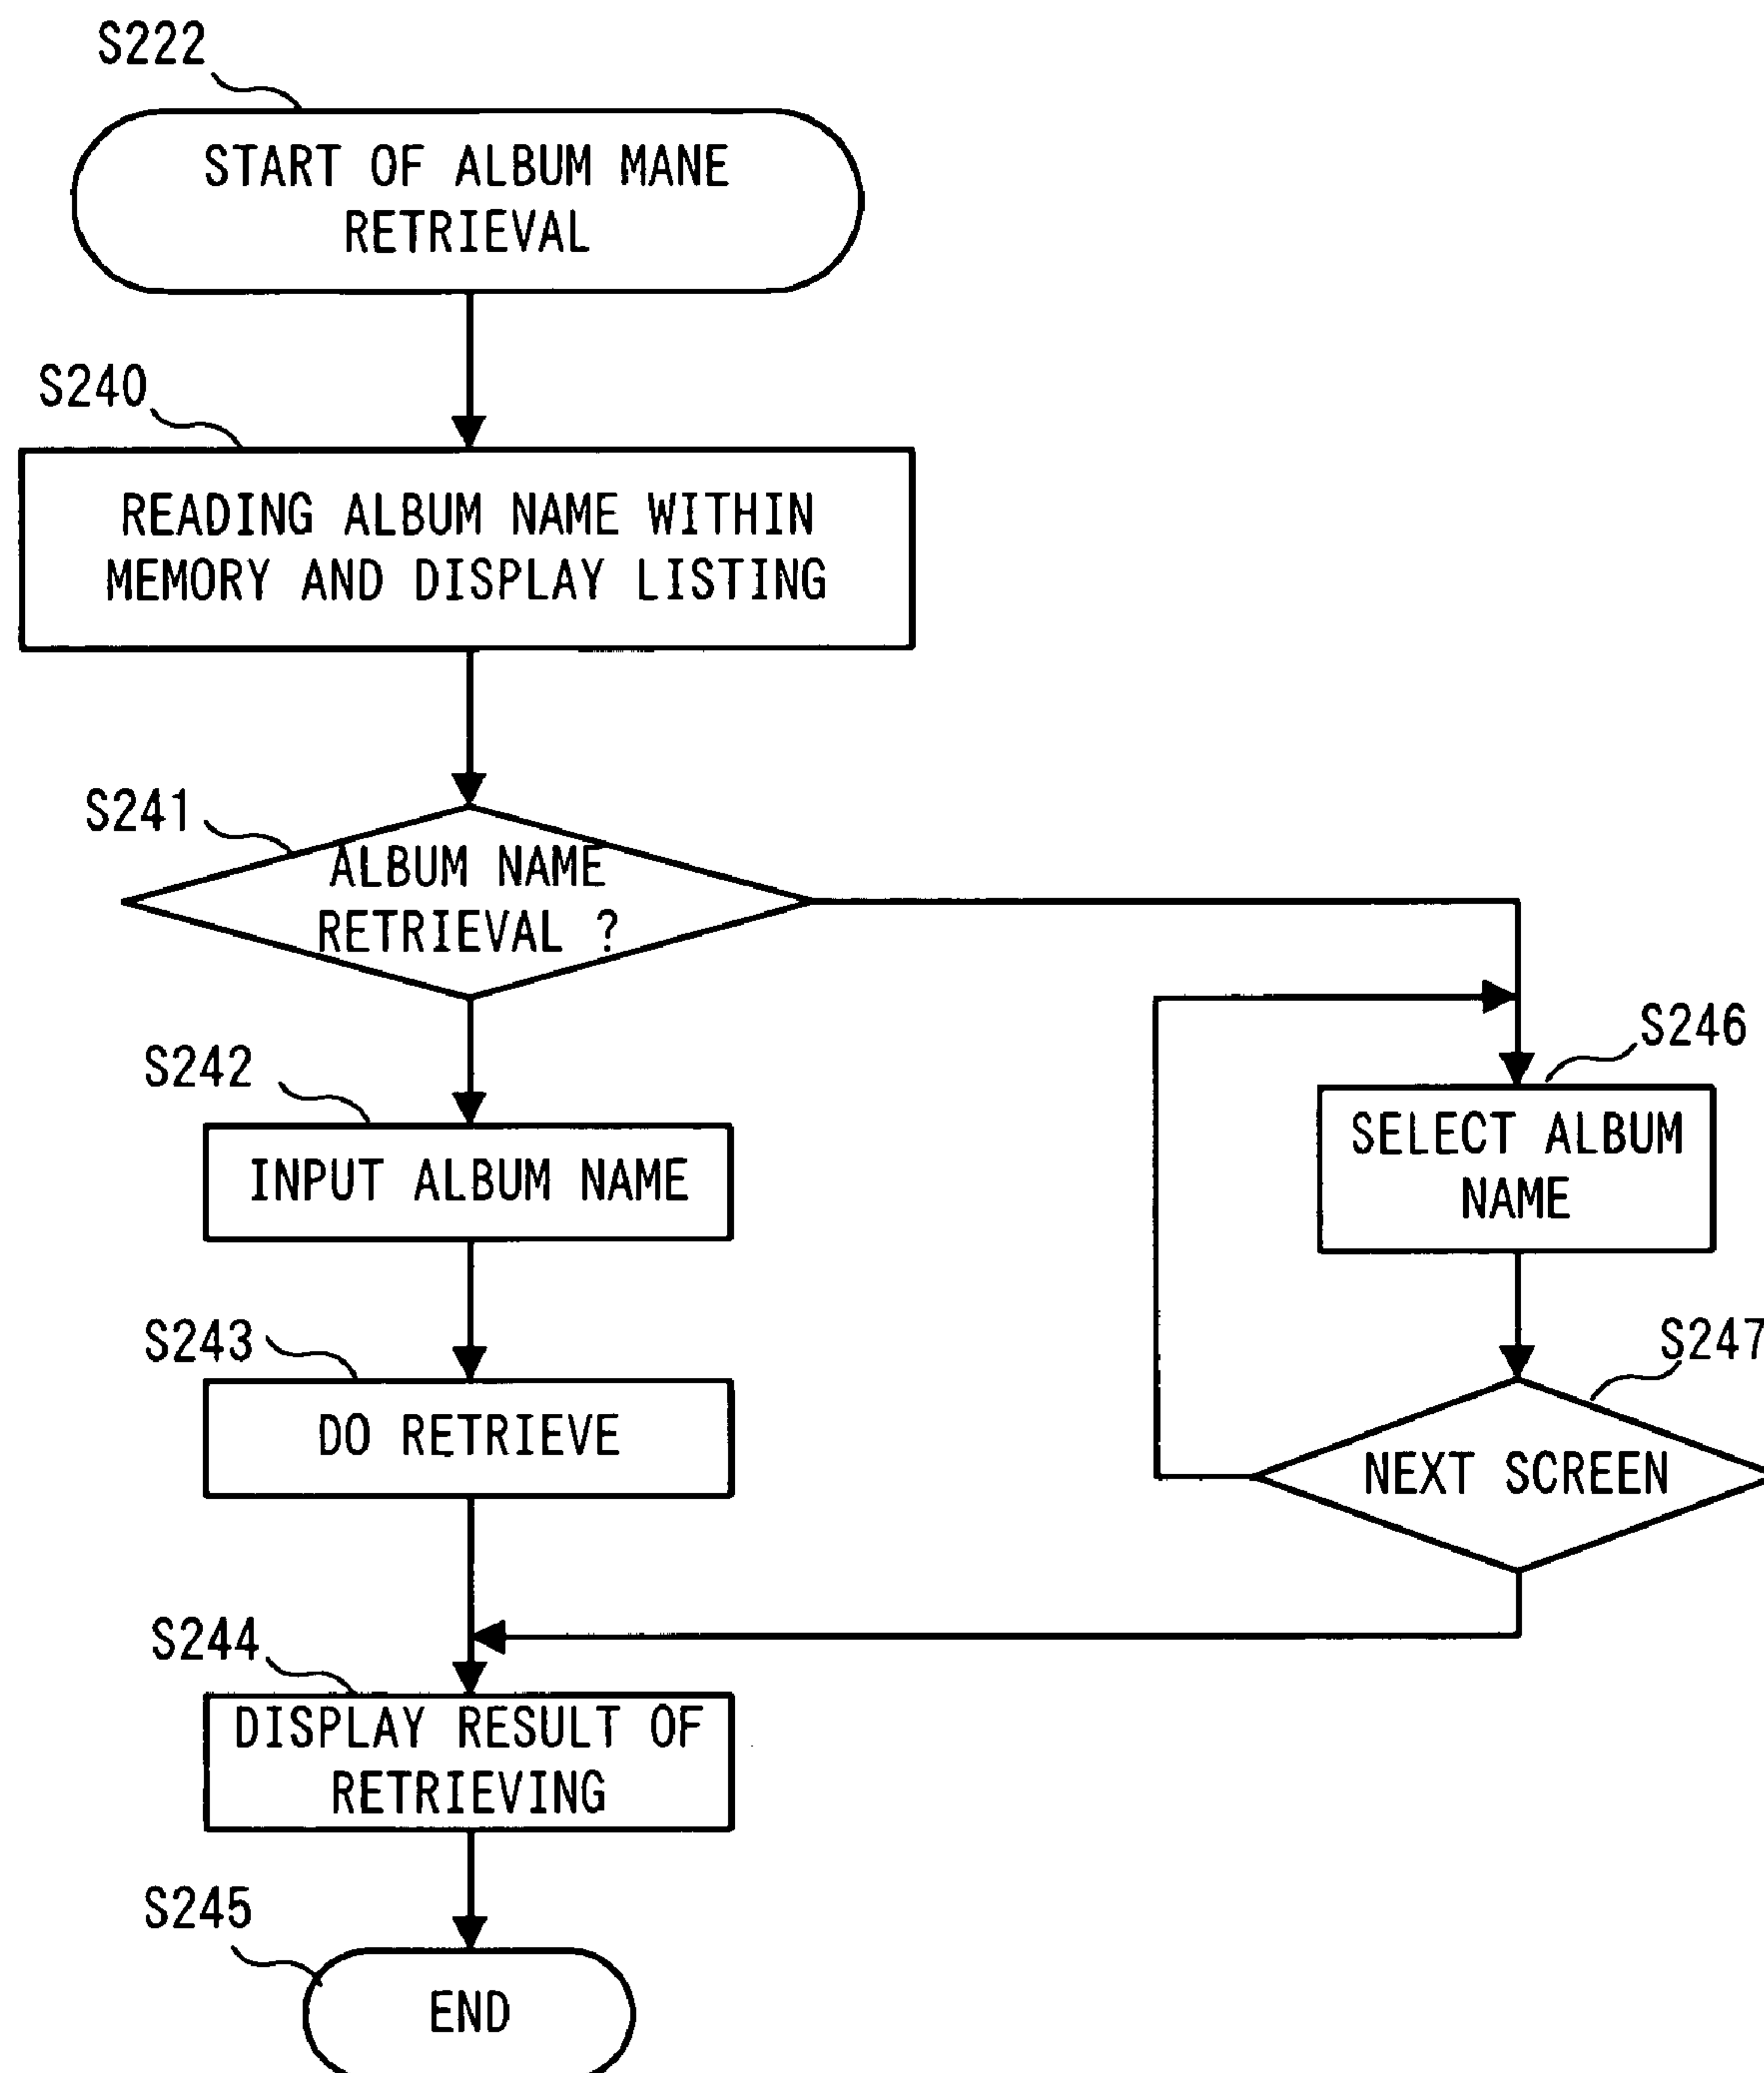 S222
START OF ALBUM MANE
RETRIEVAL
S240
READING ALBUM NAME WITHIN
MEMORY AND DISPLAY LISTING
S241
ALBUM NAME
RETRIEVAL ?
S242
INPUT ALBUM NAME
S243
DO RETRIEVE
S244
DISPLAY RESULT OF
RETRIEVING
S245
END
S246
SELECT ALBUM
NAME
S247
NEXT SCREEN